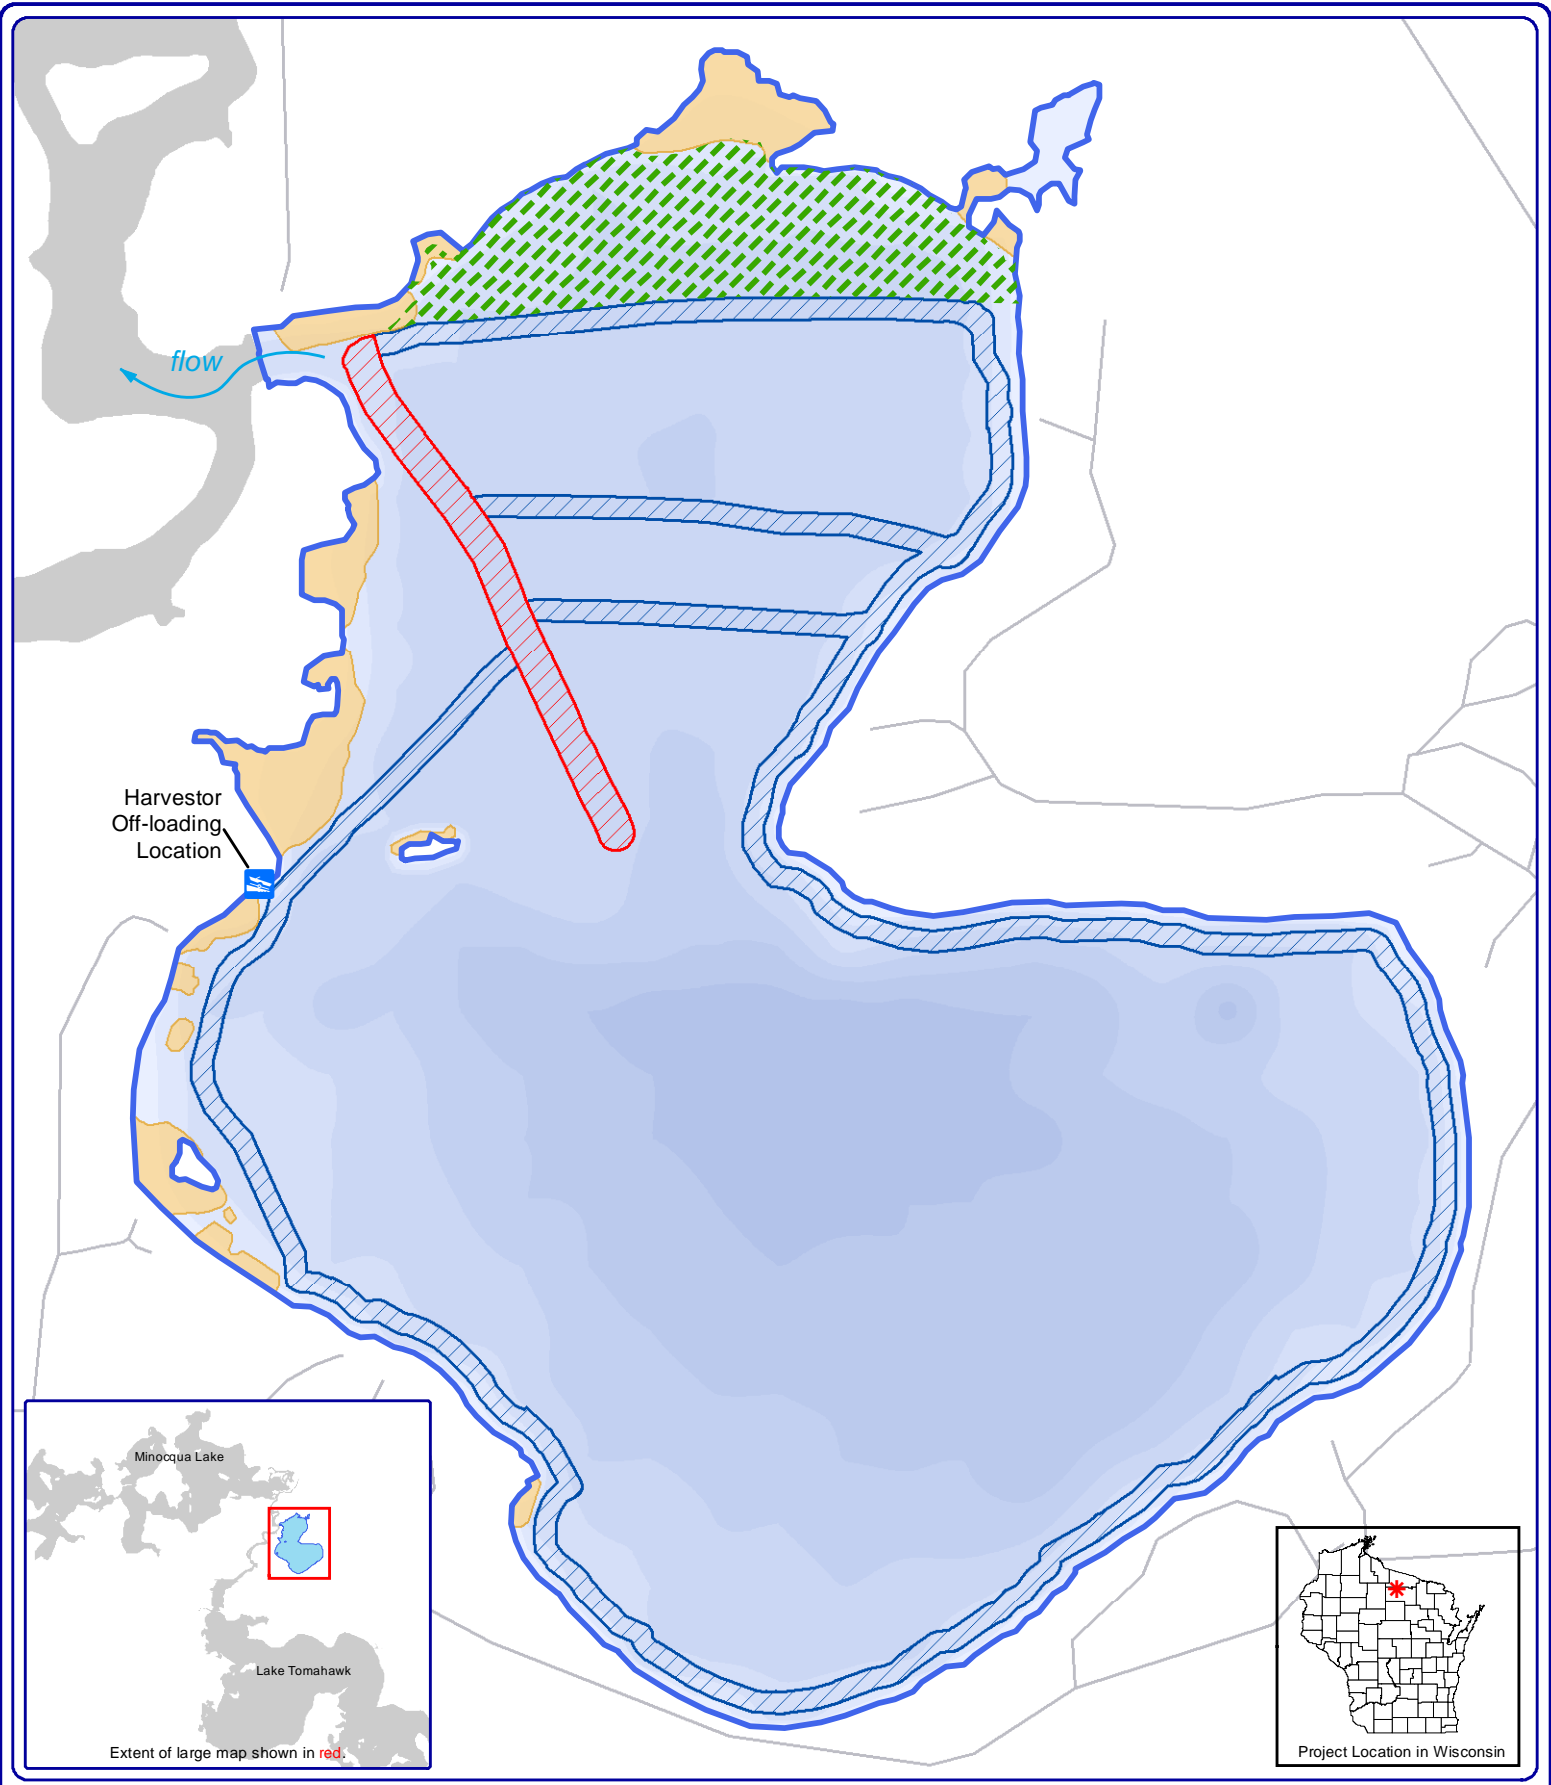 flow
Harvestor
Off-loading
Location
Minocqua Lake
Lake Tomahawk
Extent of large map shown in red.
Project Location in Wisconsin